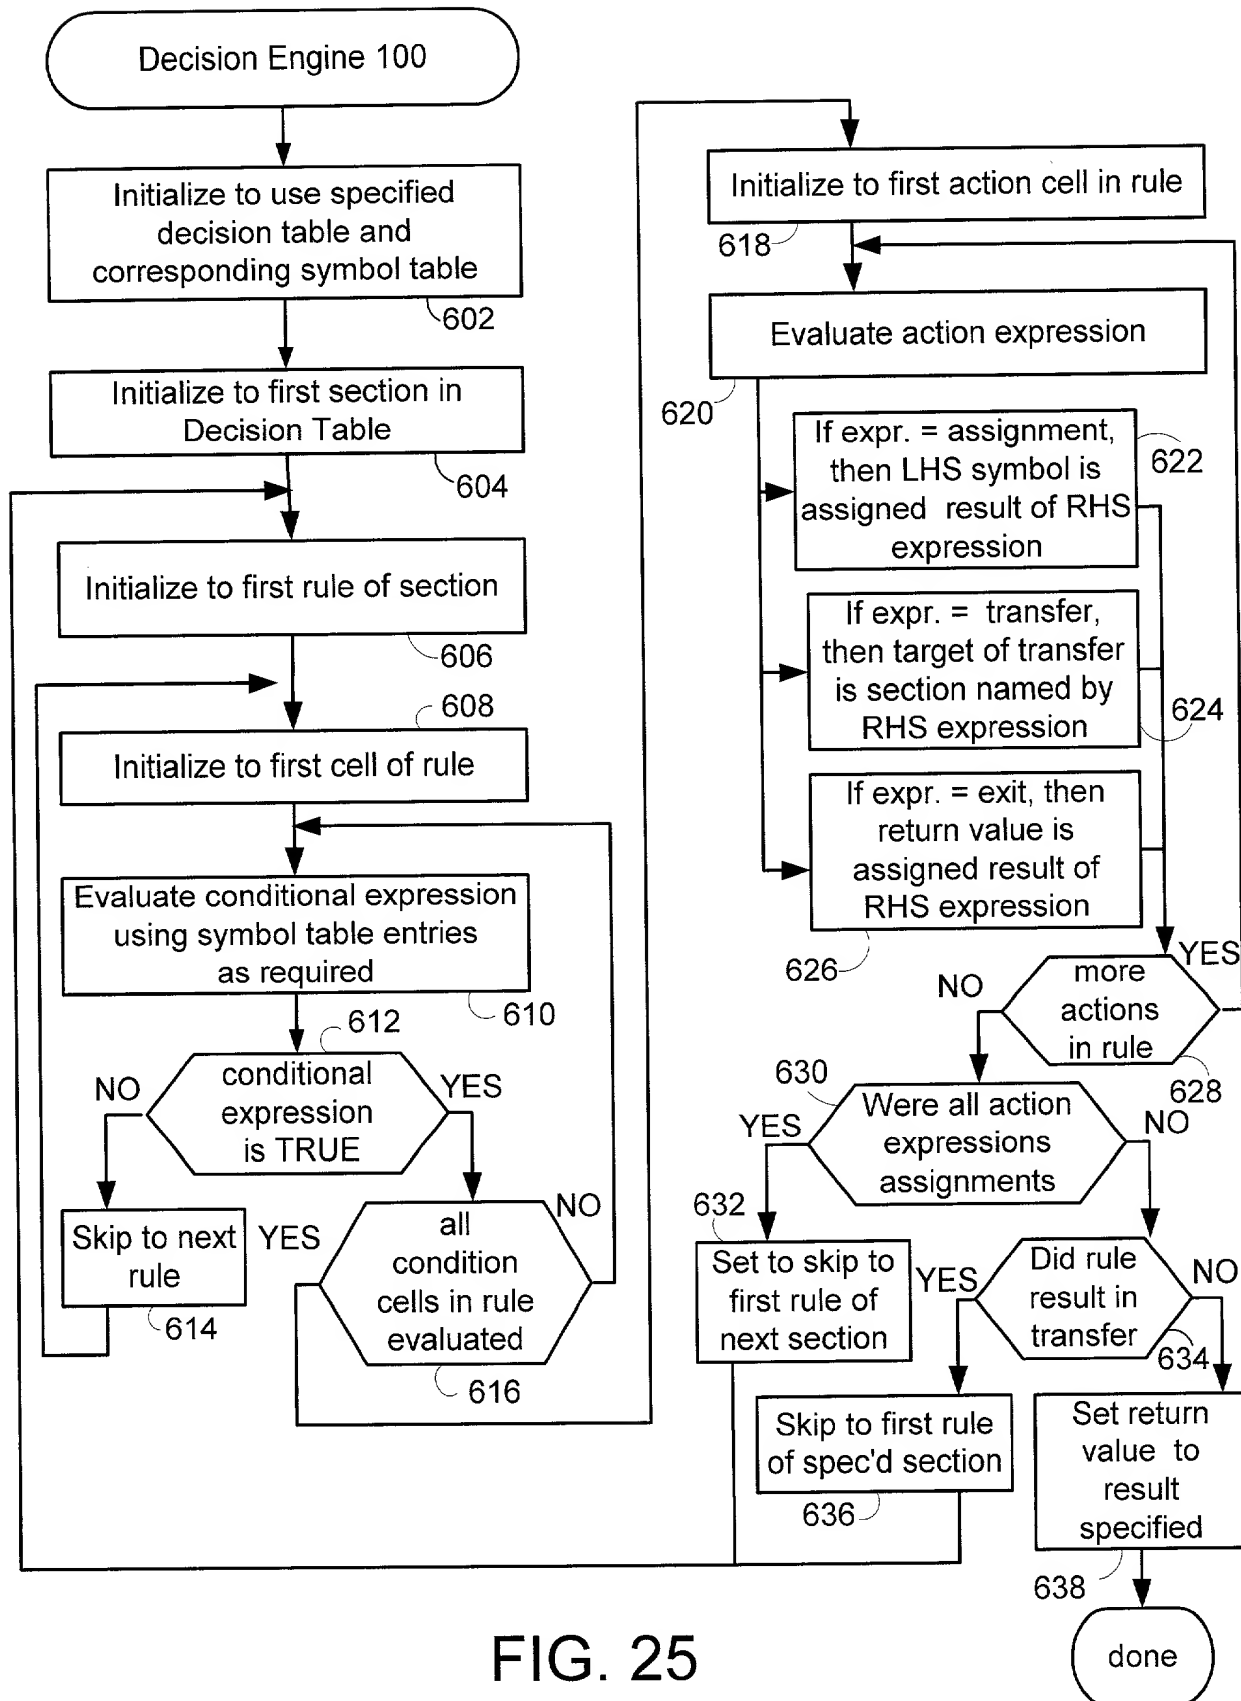 Decision Engine 100
Initialize to use specified
decision table and
corresponding symbol table
602
Initialize to first section in
Decision Table
604
Initialize to first rule of section
606
608
Initialize to first cell of rule
Evaluate conditional expression
using symbol table entries
as required
610
612
NO
conditional
expression
is TRUE
YES
Skip to next
rule
614
YES
all
condition
cells in rule
evaluated
NO
616
Initialize to first action cell in rule
618
Evaluate action expression
620
If expr. = assignment,
then LHS symbol is
assigned result of RHS
expression
622
If expr. = transfer,
then target of transfer
is section named by
RHS expression
624
If expr. = exit, then
return value is
assigned result of
RHS expression
626
NO
more
actions
in rule
YES
628
630
YES
Were all action
expressions
assignments
NO
632
Set to skip to
first rule of
next section
YES
Did rule
result in
transfer
NO
634
Skip to first rule
of spec'd section
636
Set return
value to
result
specified
638
done
FIG. 25